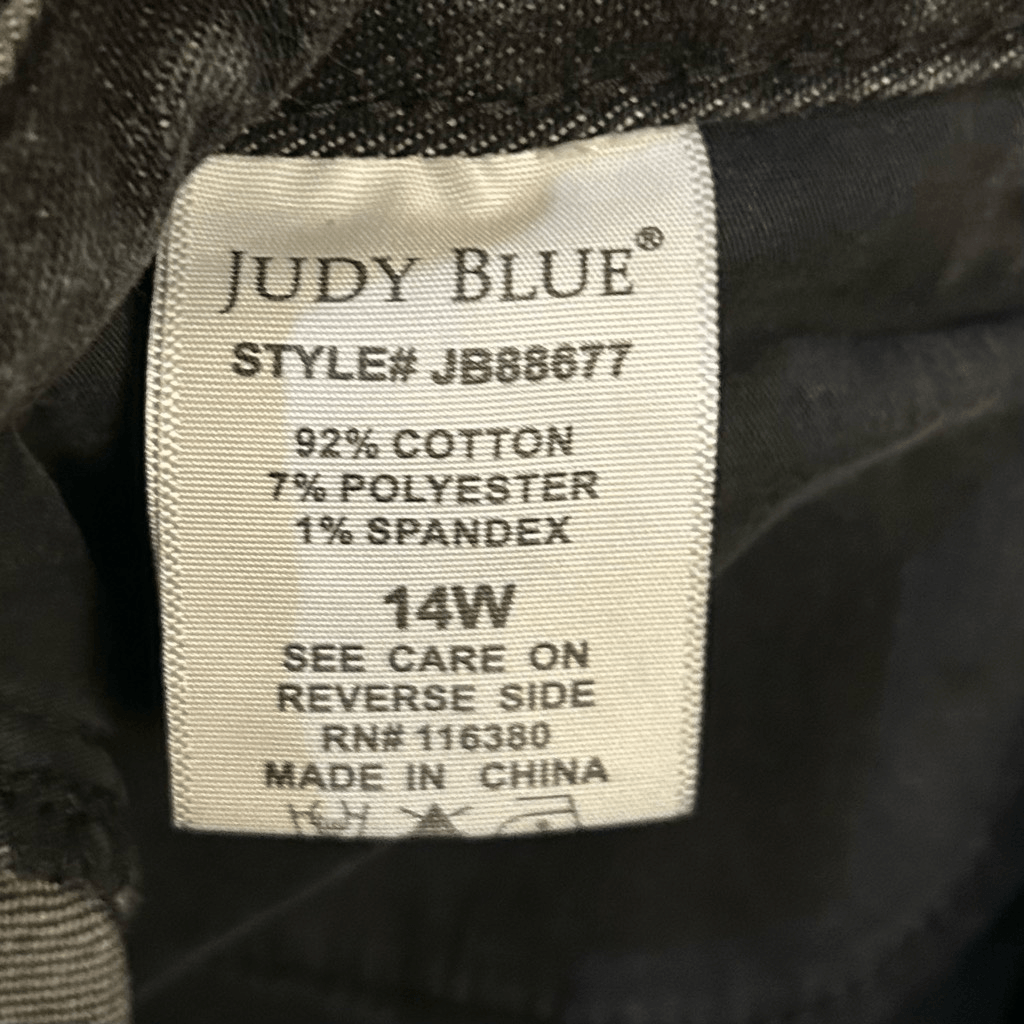 JUDY BLUE®
STYLE# JB88677
92% COTTON
7% POLYESTER
1% SPANDEX
14W
SEE CARE ON
REVERSE SIDE
RN# 116380
MADE IN CHINA